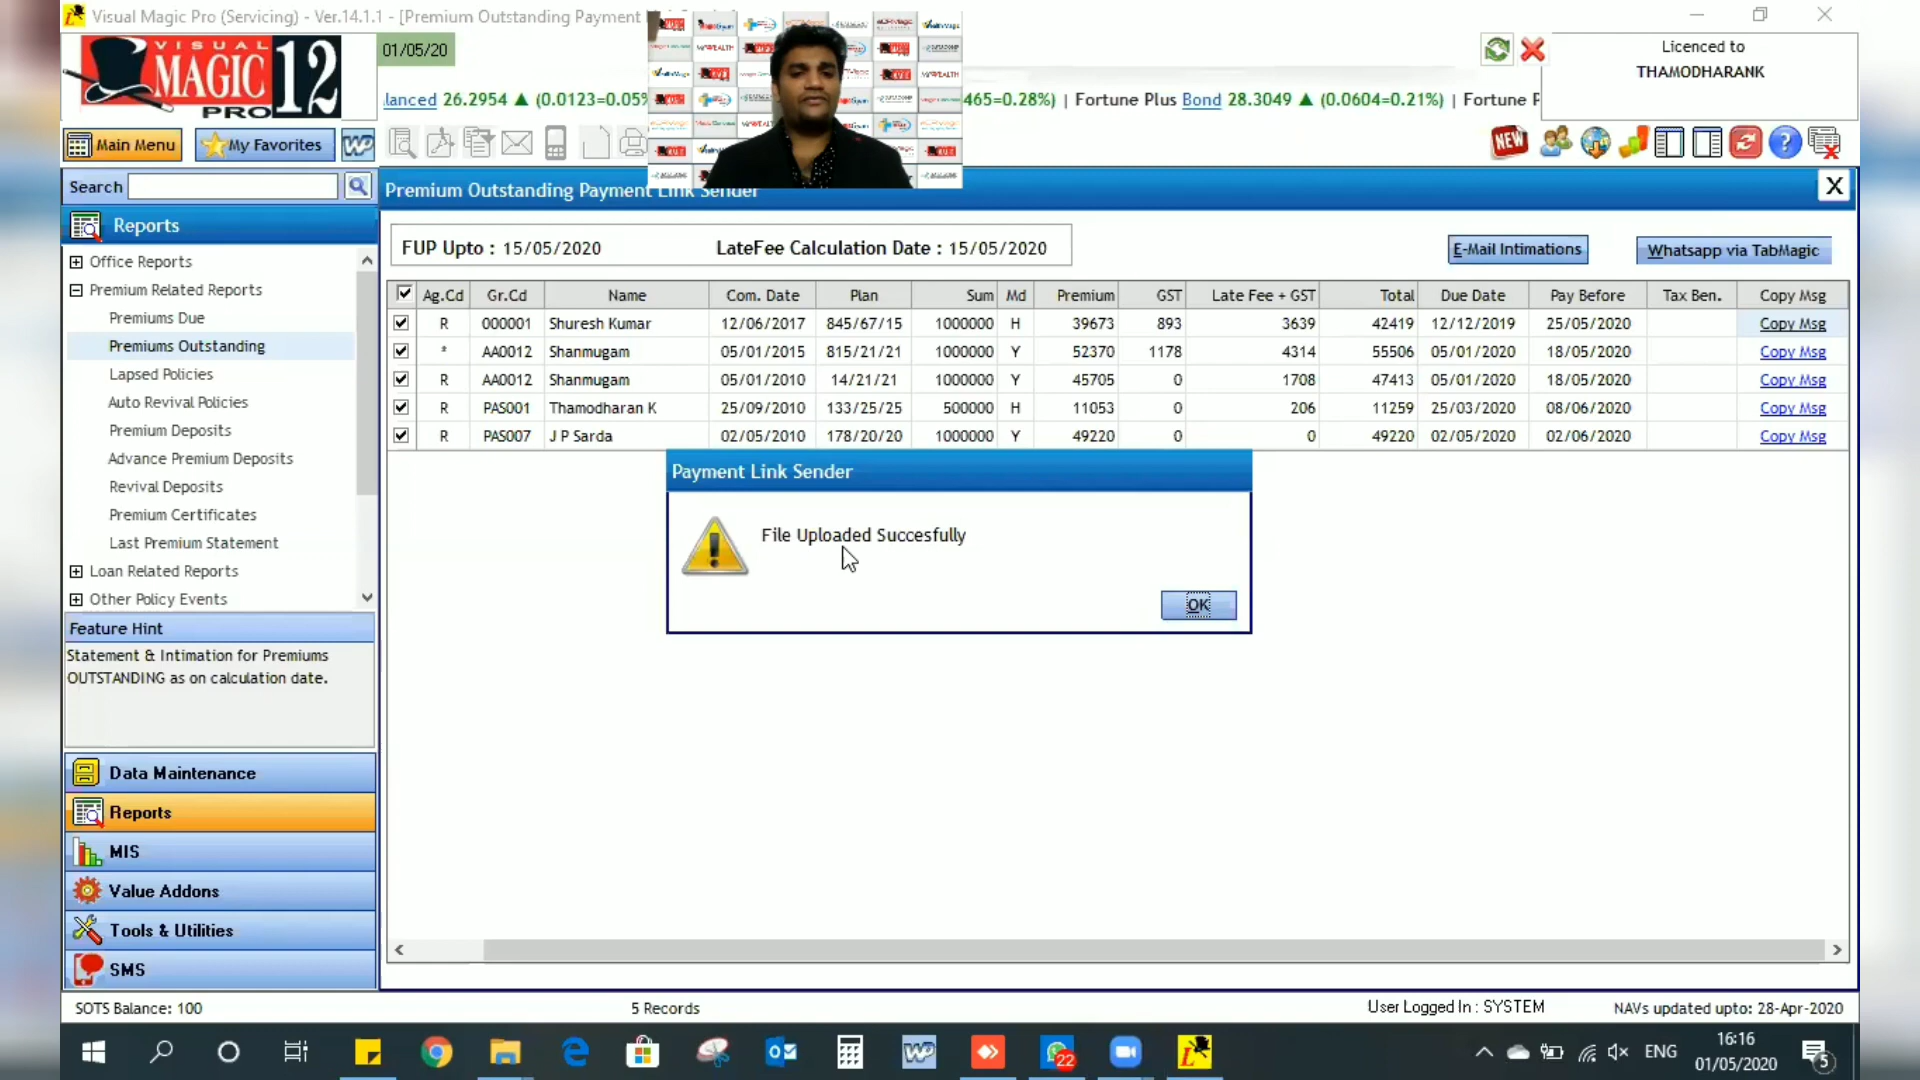 Visual Magic Pro (Servicing) - Ver.14.1.1 - [Premium Outstanding Payment
VISUAL
MAGIC
PRO
12
01/05/20
lanced 26.2954 ▲ (0.0123=0.05%
465=0.28%) | Fortune Plus Bond 28.3049 ▲ (0.0604=0.21%) | Fortune P
Licenced to
THAMODHARANK
Main Menu
My Favorites
WP
NEW
Search
Premium Outstanding Payment Link Sender
X
Reports
Office Reports
Premium Related Reports
Premiums Due
Premiums Outstanding
Lapsed Policies
Auto Revival Policies
Premium Deposits
Advance Premium Deposits
Revival Deposits
Premium Certificates
Last Premium Statement
Loan Related Reports
Other Policy Events
Feature Hint
Statement & Intimation for Premiums
OUTSTANDING as on calculation date.
Data Maintenance
Reports
MIS
Value Addons
Tools & Utilities
SMS
FUP Upto : 15/05/2020 LateFee Calculation Date : 15/05/2020
E-Mail Intimations
Whatsapp via TabMagic
Ag.Cd Gr.Cd Name Com. Date Plan Sum Md Premium GST Late Fee + GST Total Due Date Pay Before Tax Ben. Copy Msg
R 000001 Shuresh Kumar 12/06/2017 845/67/15 1000000 H 39673 893 3639 42419 12/12/2019 25/05/2020 Copy Msg
* AA0012 Shanmugam 05/01/2015 815/21/21 1000000 Y 52370 1178 4314 55506 05/01/2020 18/05/2020 Copy Msg
R AA0012 Shanmugam 05/01/2010 14/21/21 1000000 Y 45705 0 1708 47413 05/01/2020 18/05/2020 Copy Msg
R PAS001 Thamodharan K 25/09/2010 133/25/25 500000 H 11053 0 206 11259 25/03/2020 08/06/2020 Copy Msg
R PAS007 J P Sarda 02/05/2010 178/20/20 1000000 Y 49220 0 0 49220 02/05/2020 02/06/2020 Copy Msg
Payment Link Sender
File Uploaded Succesfully
OK
SOTS Balance: 100
5 Records
User Logged In : SYSTEM
NAVs updated upto: 28-Apr-2020
WP
22
ENG
16:16
01/05/2020
5